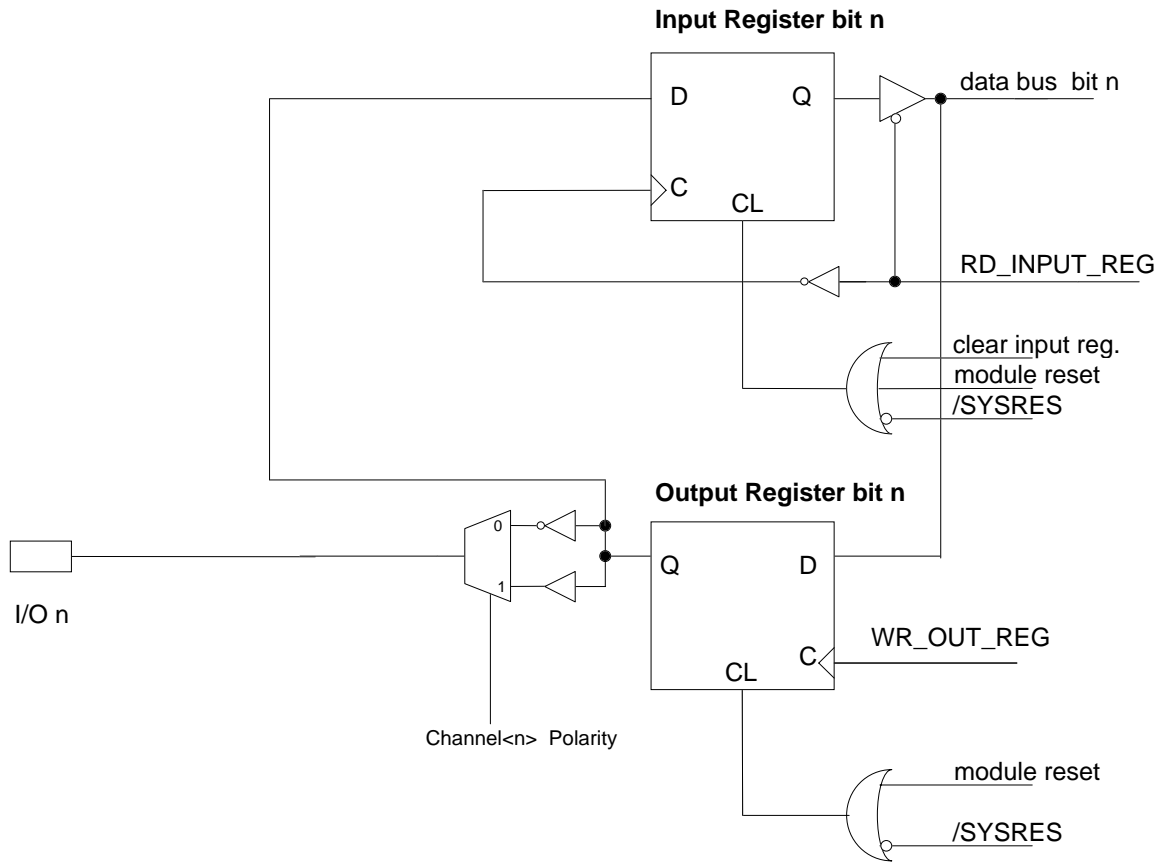 Input Register bit n
D
Q
data bus bit n
C
CL
RD_INPUT_REG
clear input reg.
module reset
/SYSRES
Output Register bit n
0
1
I/O n
Q
D
WR_OUT_REG
C
CL
Channel<n> Polarity
module reset
/SYSRES